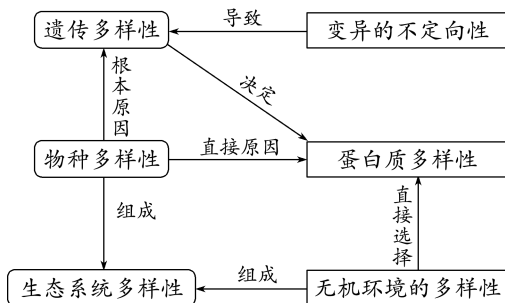 遗传多样性
导致
变异的不定向性
根本原因
决定
物种多样性
直接原因
蛋白质多样性
组成
直接选择
生态系统多样性
组成
无机环境的多样性